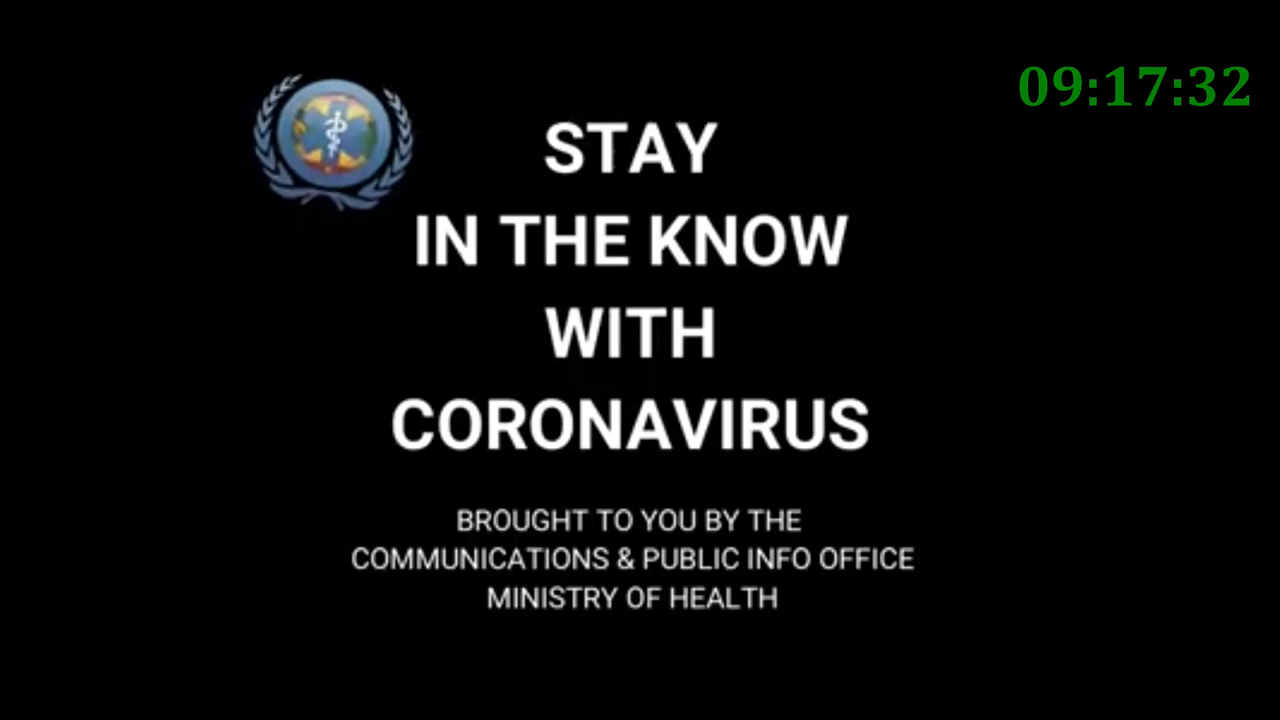 09:17:32
STAY
IN THE KNOW
WITH
CORONAVIRUS
BROUGHT TO YOU BY THE
COMMUNICATIONS & PUBLIC INFO OFFICE
MINISTRY OF HEALTH